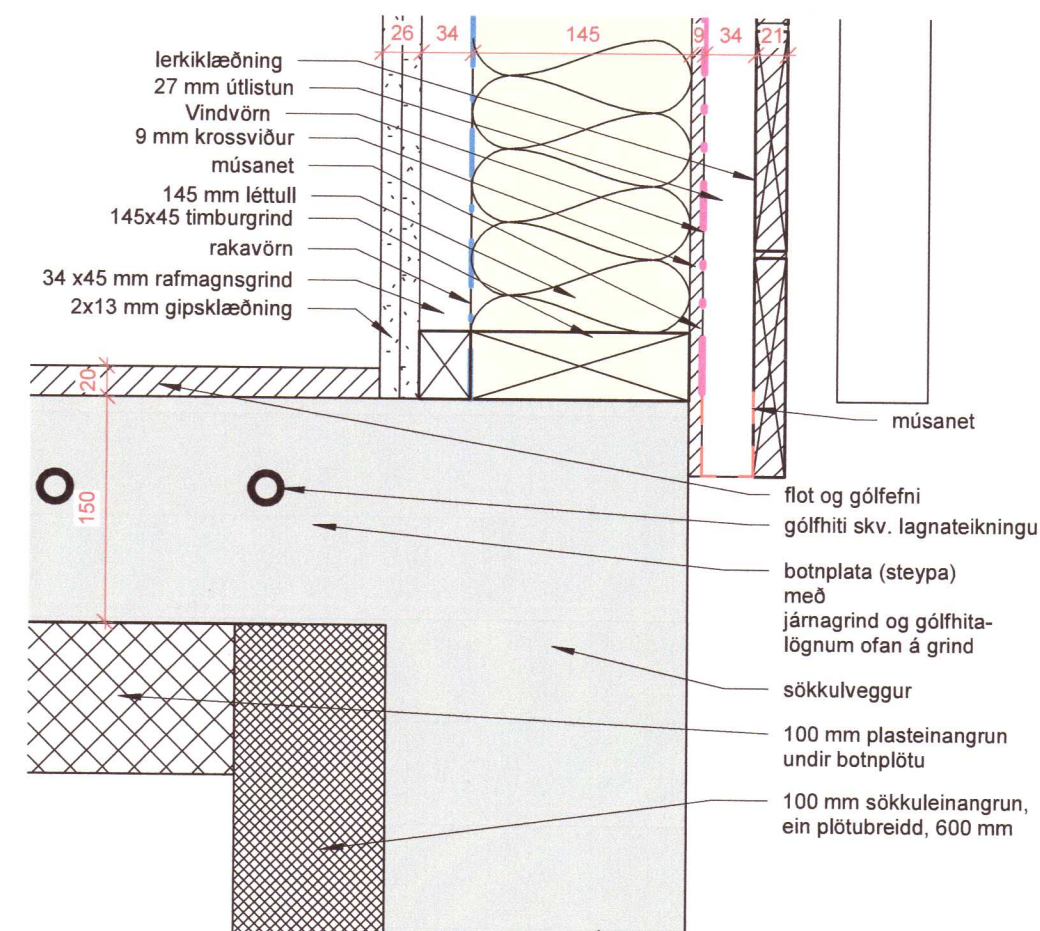 26 34 145 9 34 21
lerkiklæðning
27 mm útlistun
Vindvörn
9 mm krossviður
músanet
145 mm léttull
145x45 timburgrind
rakavörn
34 x45 mm rafmagnsgrind
2x13 mm gipsklæðning
20
150
músanet
flot og gólfefni
gólfhiti skv. lagnateikningu
botnplata (steypa)
með
járnagrind og gólfhita-
lögnum ofan á grind
sökkulveggur
100 mm plasteinangrun
undir botnplötu
100 mm sökkuleinangrun,
ein plötubreidd, 600 mm